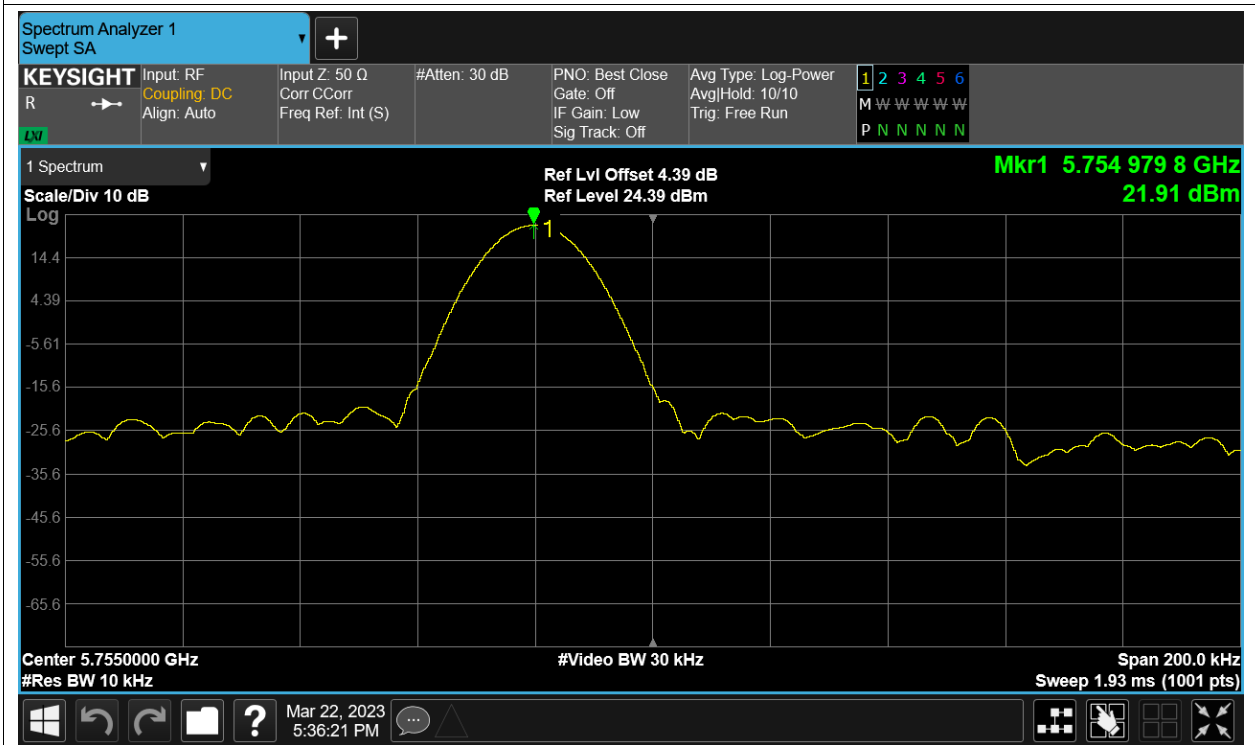 Spectrum Analyzer 1
Swept SA
KEYSIGHT
R
LXI
Input: RF
Coupling: DC
Align: Auto
Input Z: 50 Ω
Corr CCorr
Freq Ref: Int (S)
#Atten: 30 dB
PNO: Best Close
Gate: Off
IF Gain: Low
Sig Track: Off
Avg Type: Log-Power
Avg|Hold: 10/10
Trig: Free Run
1 2 3 4 5 6
M W W W W W
P N N N N N
1 Spectrum
Scale/Div 10 dB
Log
Ref Lvl Offset 4.39 dB
Ref Level 24.39 dBm
Mkr1 5.754 979 8 GHz
21.91 dBm
1
14.4
4.39
-5.61
-15.6
-25.6
-35.6
-45.6
-55.6
-65.6
Center 5.7550000 GHz
#Res BW 10 kHz
#Video BW 30 kHz
Span 200.0 kHz
Sweep 1.93 ms (1001 pts)
?
Mar 22, 2023
5:36:21 PM